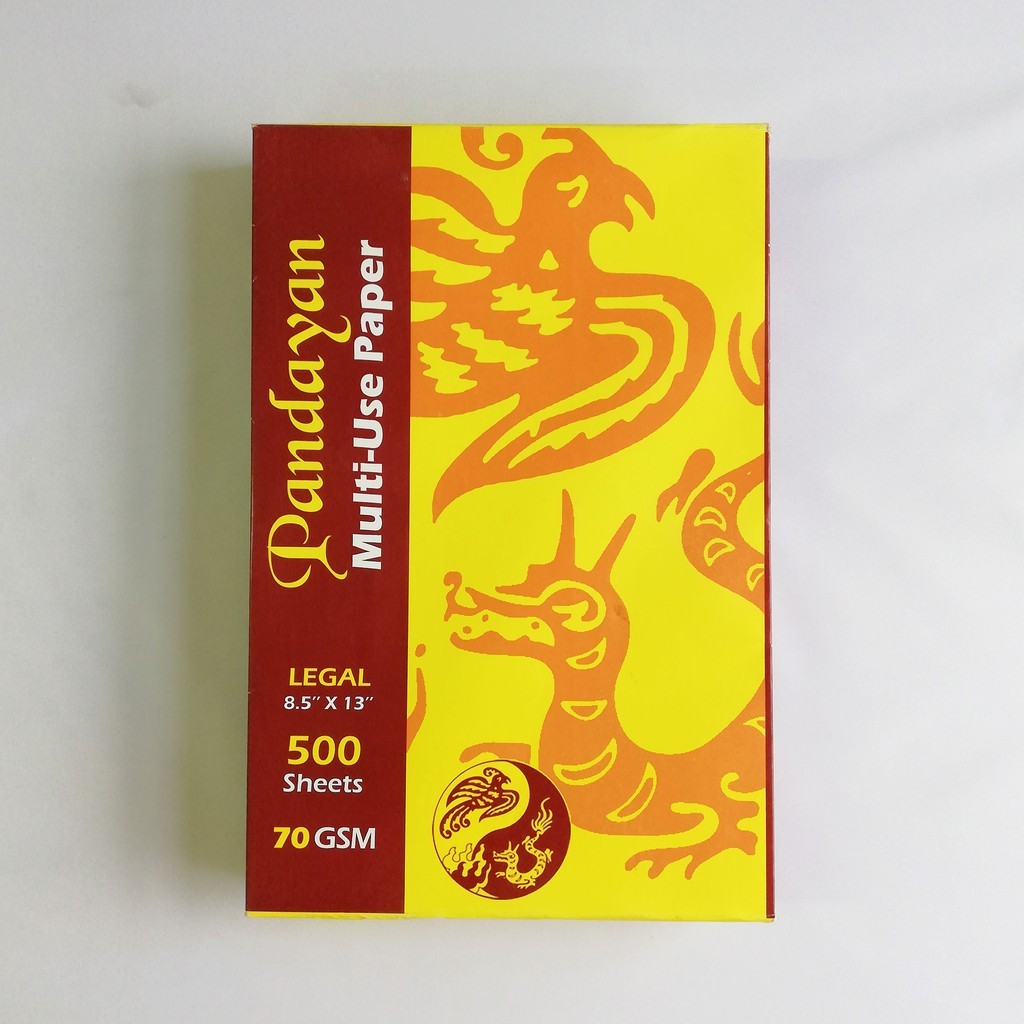 Pandayan
Multi-Use Paper
LEGAL
8.5" X 13"
500
Sheets
70 GSM